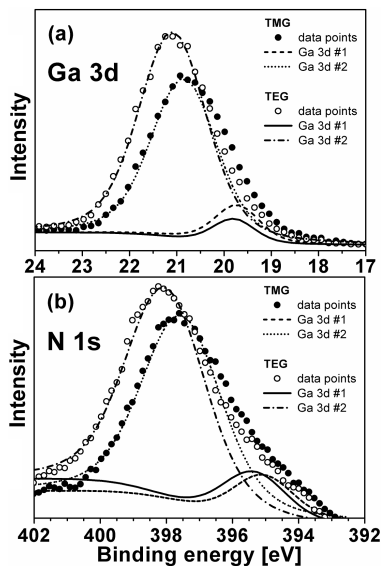 (a)
Ga 3d
TMG
data points
Ga 3d #1
Ga 3d #2
TEG
data points
Ga 3d #1
Ga 3d #2
Intensity
24 23 22 21 20 19 18 17
(b)
N 1s
TMG
data points
Ga 3d #1
Ga 3d #2
TEG
data points
Ga 3d #1
Ga 3d #2
Intensity
402 400 398 396 394 392
Binding energy [eV]